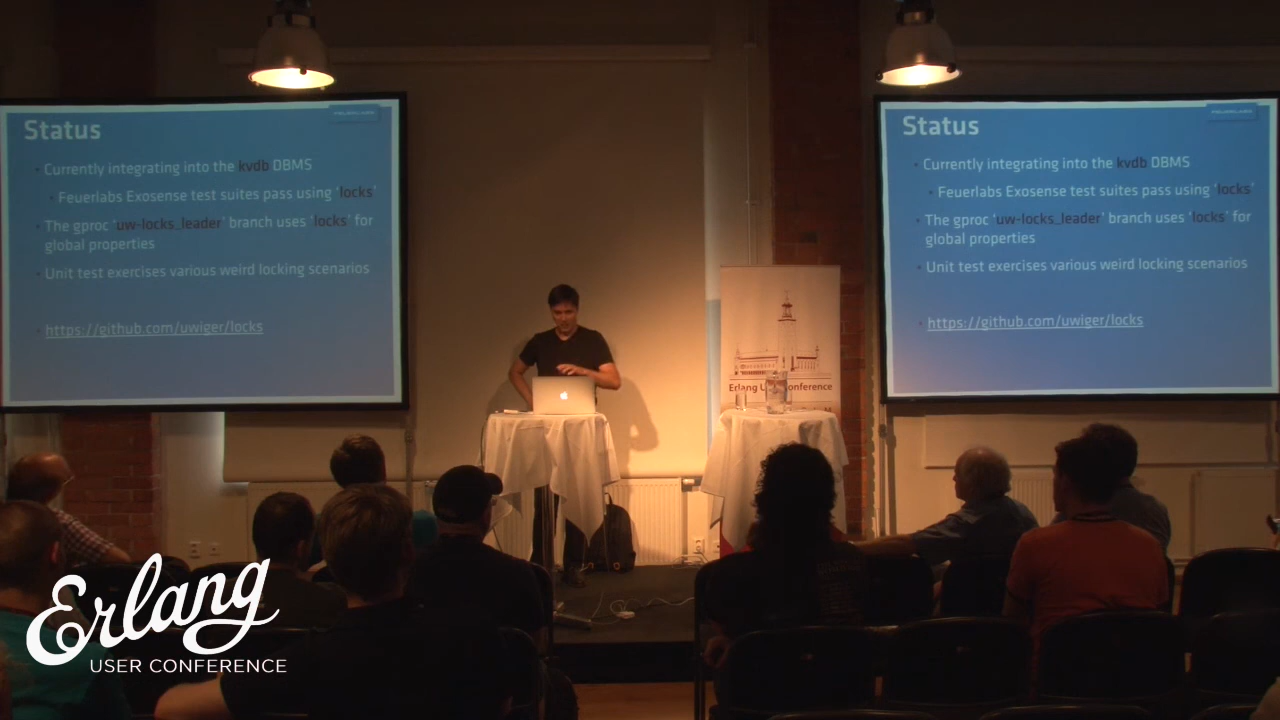 Status
FEUERLABS
• Currently integrating into the kvdb DBMS
• Feuerlabs Exosense test suites pass using 'locks'
• The gproc 'uw-locks_leader' branch uses 'locks' for
global properties
• Unit test exercises various weird locking scenarios
• https://github.com/uwiger/locks
Status
FEUERLABS
• Currently integrating into the kvdb DBMS
• Feuerlabs Exosense test suites pass using 'locks'
• The gproc 'uw-locks_leader' branch uses 'locks' for
global properties
• Unit test exercises various weird locking scenarios
• https://github.com/uwiger/locks
Erlang U onference
Erlang
USER CONFERENCE